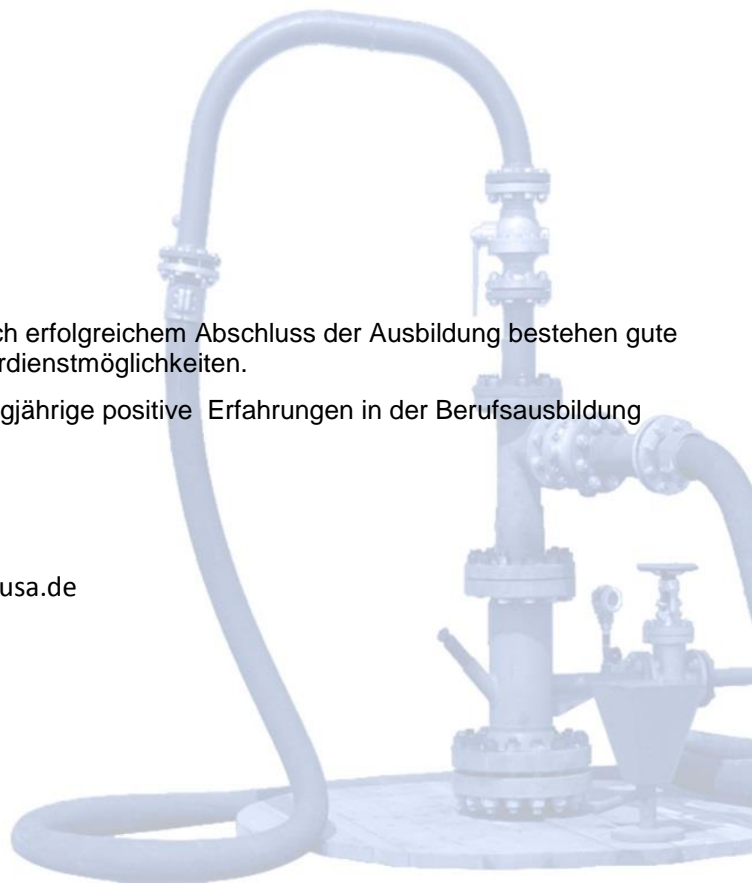 ch erfolgreichem Abschluss der Ausbildung bestehen gute
rdienstmöglichkeiten.
gjährige positive Erfahrungen in der Berufsausbildung
usa.de